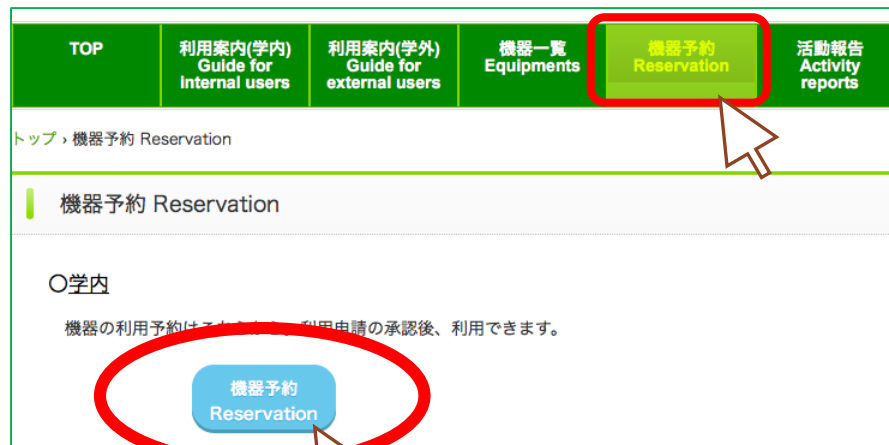 TOP
利用案内(学内)
Guide for
internal users
利用案内(学外)
Guide for
external users
機器一覧
Equipments
機器予約
Reservation
活動報告
Activity
reports
トップ › 機器予約 Reservation
機器予約 Reservation
〇学内
機器の利用予約は 利用申請の承認後、利用できます。
機器予約
Reservation